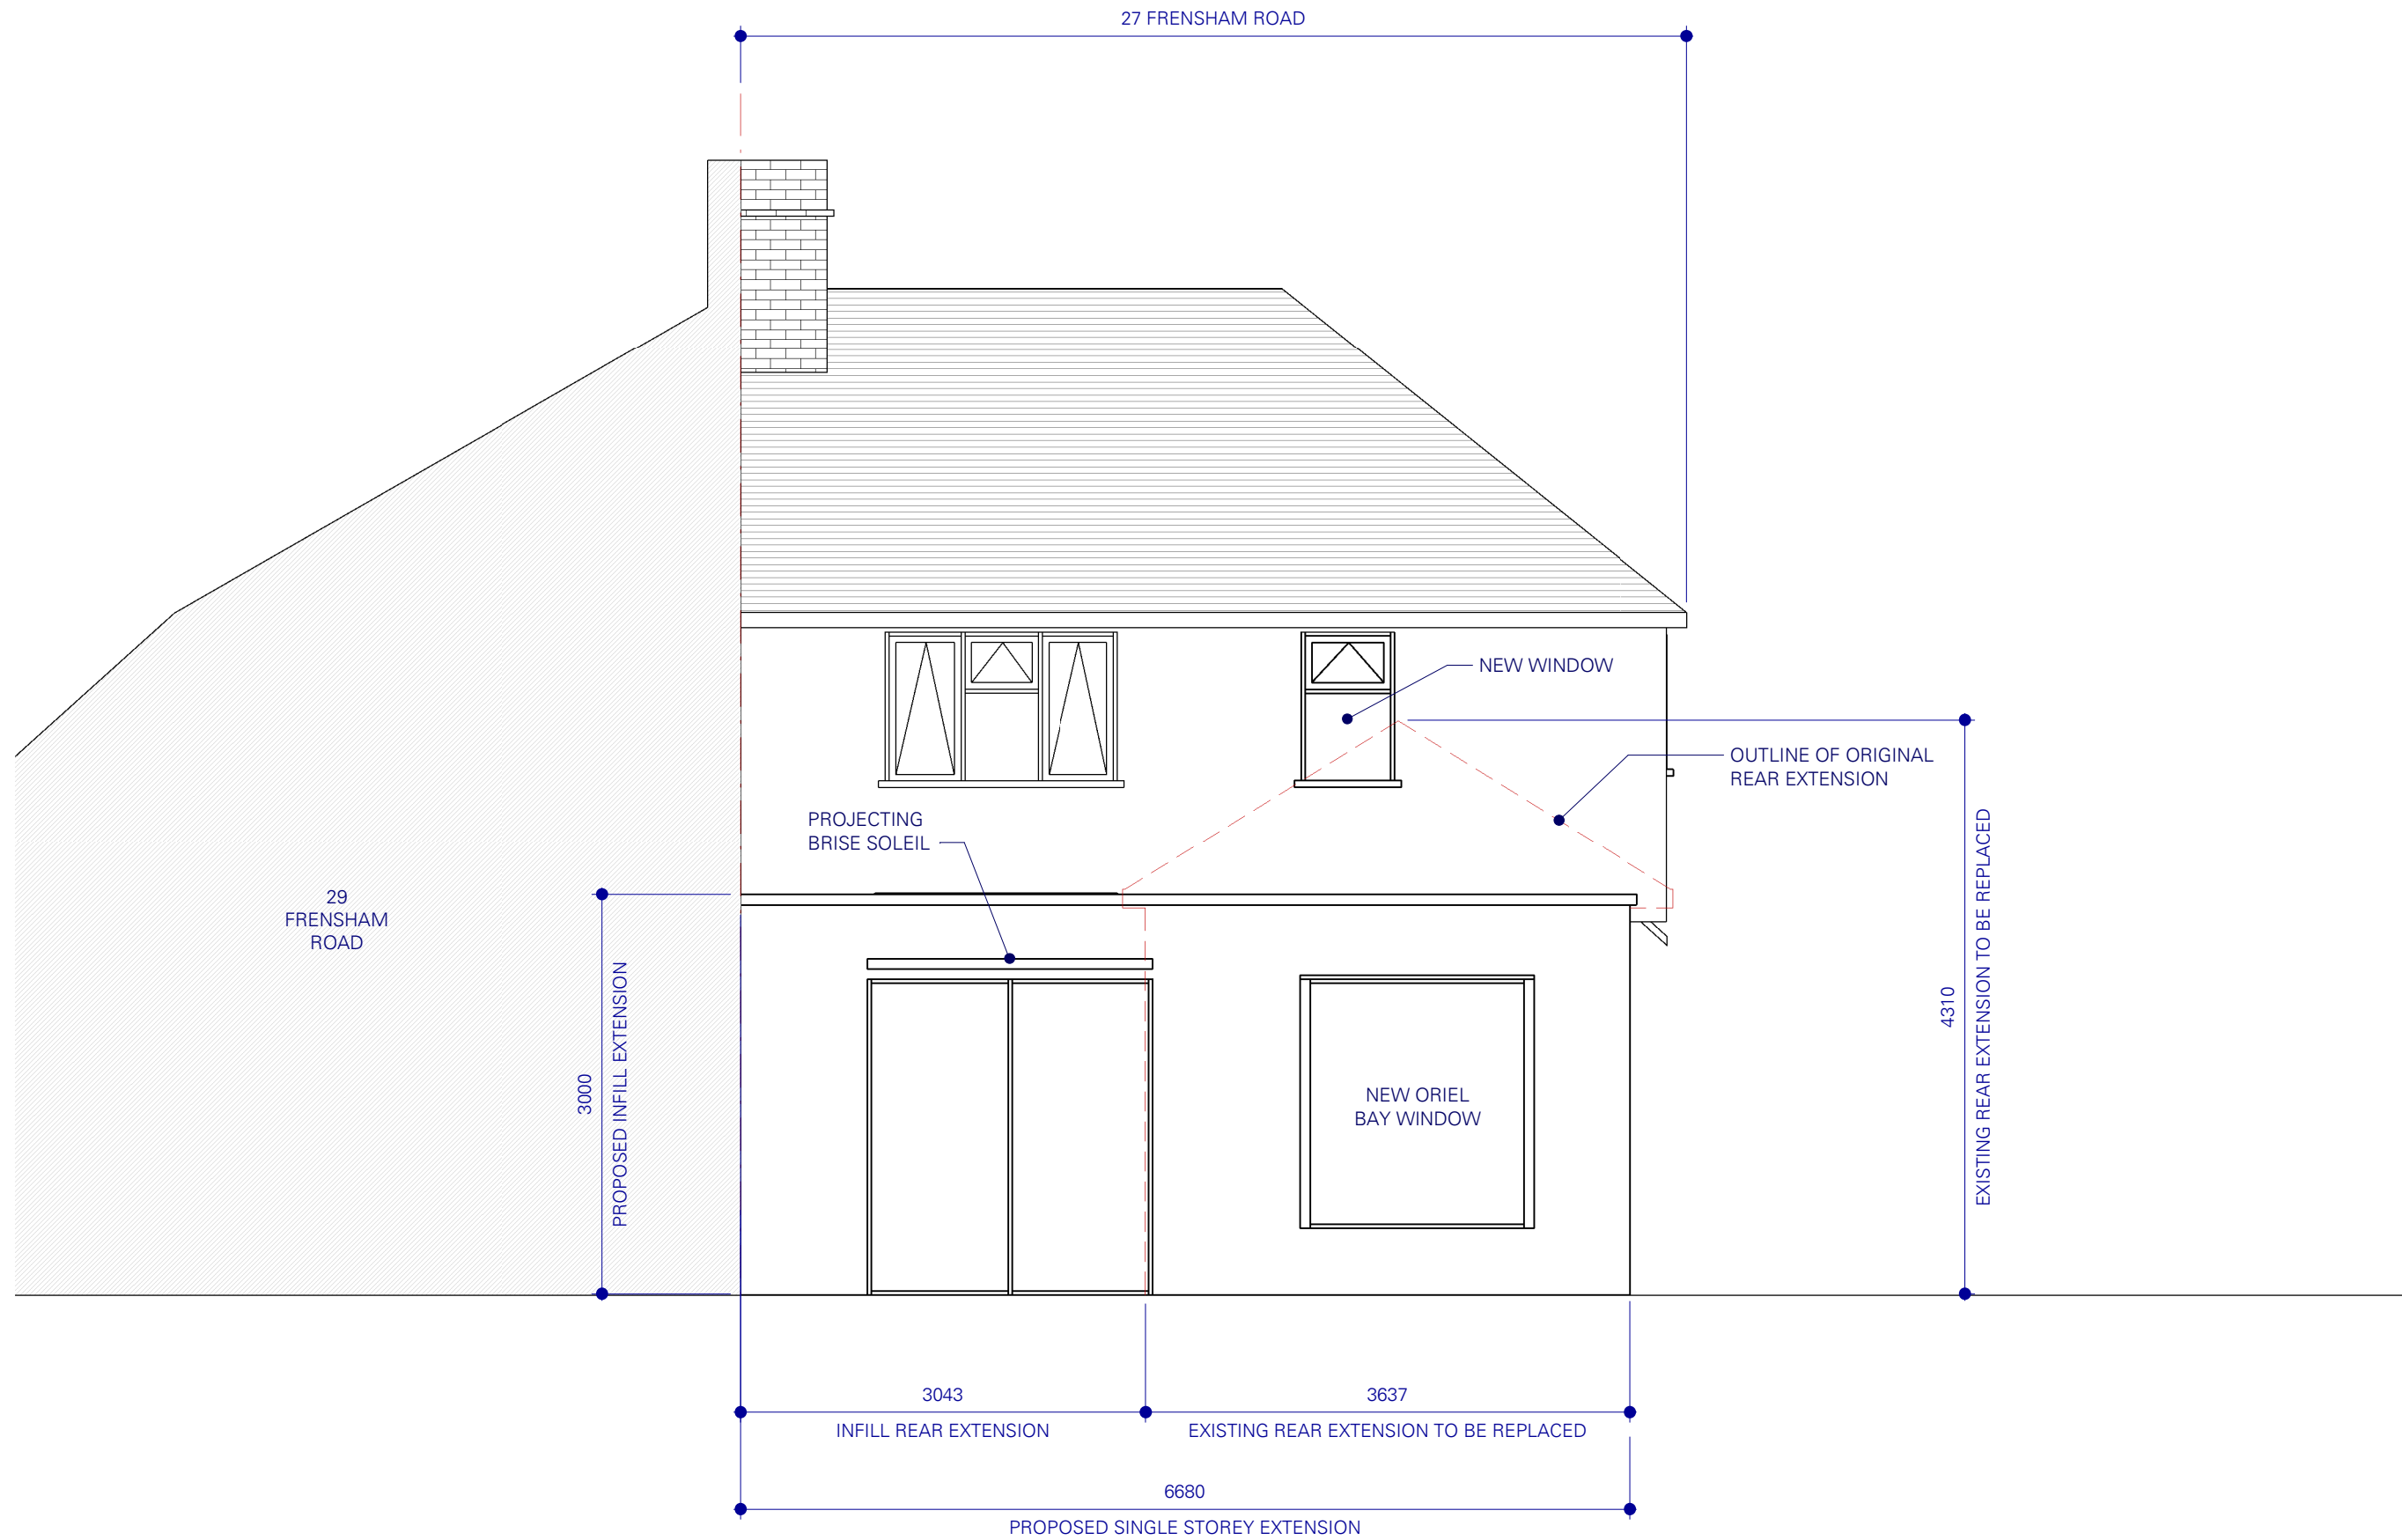 27 FRENSHAM ROAD
NEW WINDOW
OUTLINE OF ORIGINAL
REAR EXTENSION
PROJECTING
BRISE SOLEIL
29
FRENSHAM
ROAD
3000
PROPOSED INFILL EXTENSION
4310
EXISTING REAR EXTENSION TO BE REPLACED
NEW ORIEL
BAY WINDOW
3043
INFILL REAR EXTENSION
3637
EXISTING REAR EXTENSION TO BE REPLACED
6680
PROPOSED SINGLE STOREY EXTENSION